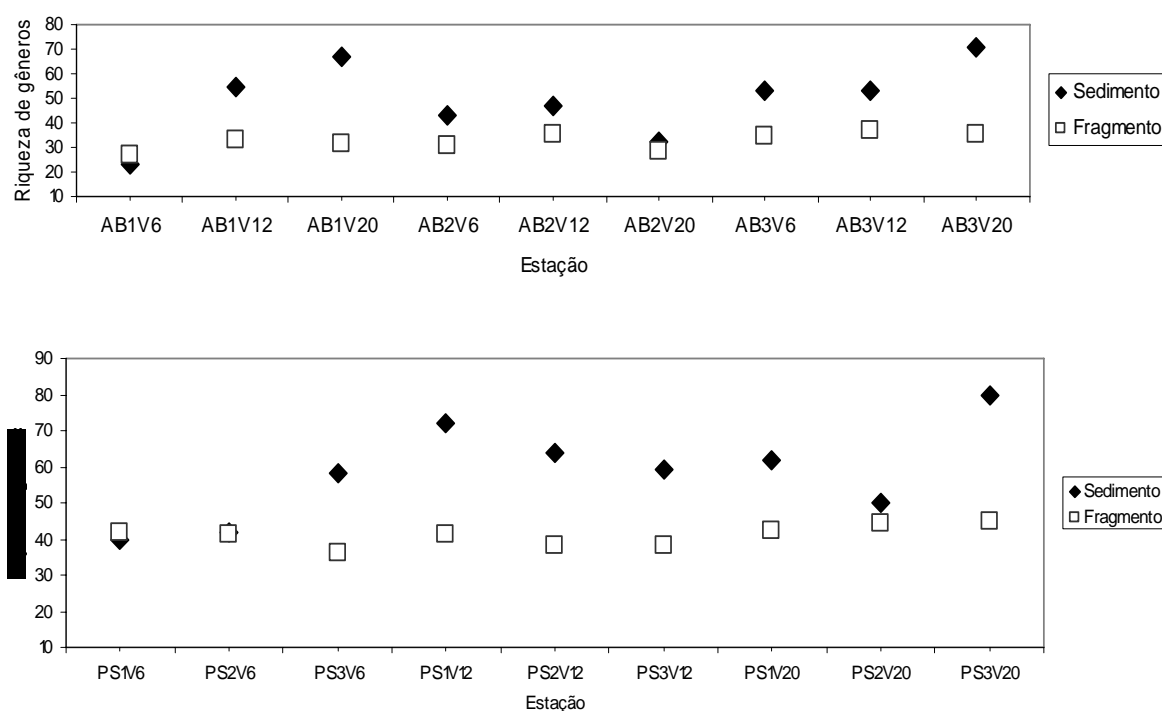 Riqueza de gêneros
80
70
60
50
40
30
20
10
AB1V6 AB1V12 AB1V20 AB2V6 AB2V12 AB2V20 AB3V6 AB3V12 AB3V20
Estação
Sedimento
Fragmento
90
80
70
60
50
40
30
20
10
PS1V6 PS2V6 PS3V6 PS1V12 PS2V12 PS3V12 PS1V20 PS2V20 PS3V20
Estação
Sedimento
Fragmento